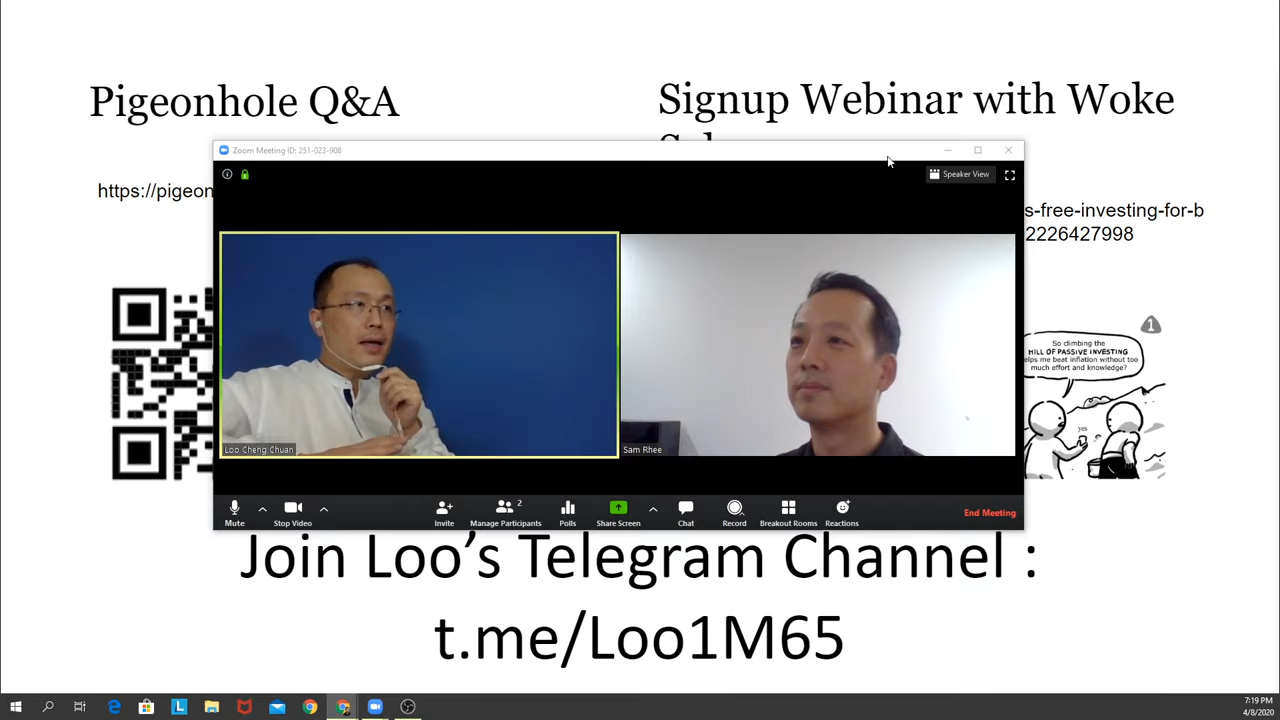 Pigeonhole Q&A
Signup Webinar with Woke
https://pigeon
Zoom Meeting ID: 251-023-908
Speaker View
s-free-investing-for-b
2226427998
1
So climbing the
HILL OF PASSIVE INVESTING
elps me beat inflation without too
much effort and knowledge?
yes
Loo Cheng Chuan
Sam Rhee
2
Mute
Stop Video
Invite
Manage Participants
Polls
Share Screen
Chat
Record
Breakout Rooms
Reactions
End Meeting
Join Loo's Telegram Channel :
t.me/Loo1M65
7:19 PM
4/8/2020